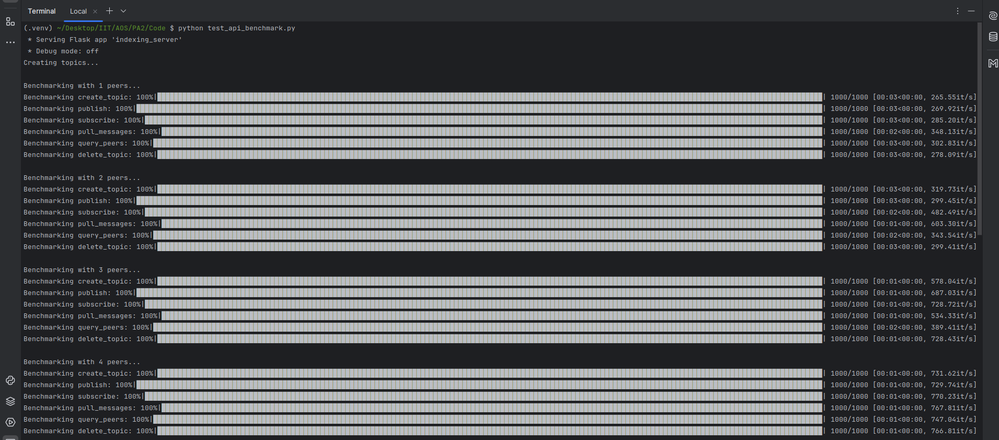 Terminal Local
(.venv) ~/Desktop/IIT/AOS/PA2/Code $ python test_api_benchmark.py
* Serving Flask app 'indexing_server'
* Debug mode: off
Creating topics...
Benchmarking with 1 peers...
Benchmarking create_topic: 100%| | 1000/1000 [00:03<00:00, 265.55it/s]
Benchmarking publish: 100%| | 1000/1000 [00:03<00:00, 269.92it/s]
Benchmarking subscribe: 100%| | 1000/1000 [00:03<00:00, 285.20it/s]
Benchmarking pull_messages: 100%| | 1000/1000 [00:02<00:00, 348.13it/s]
Benchmarking query_peers: 100%| | 1000/1000 [00:03<00:00, 302.83it/s]
Benchmarking delete_topic: 100%| | 1000/1000 [00:03<00:00, 278.09it/s]
Benchmarking with 2 peers...
Benchmarking create_topic: 100%| | 1000/1000 [00:03<00:00, 319.73it/s]
Benchmarking publish: 100%| | 1000/1000 [00:03<00:00, 299.45it/s]
Benchmarking subscribe: 100%| | 1000/1000 [00:02<00:00, 482.49it/s]
Benchmarking pull_messages: 100%| | 1000/1000 [00:01<00:00, 603.30it/s]
Benchmarking query_peers: 100%| | 1000/1000 [00:02<00:00, 343.54it/s]
Benchmarking delete_topic: 100%| | 1000/1000 [00:03<00:00, 299.41it/s]
Benchmarking with 3 peers...
Benchmarking create_topic: 100%| | 1000/1000 [00:01<00:00, 578.04it/s]
Benchmarking publish: 100%| | 1000/1000 [00:01<00:00, 687.03it/s]
Benchmarking subscribe: 100%| | 1000/1000 [00:01<00:00, 728.72it/s]
Benchmarking pull_messages: 100%| | 1000/1000 [00:01<00:00, 534.33it/s]
Benchmarking query_peers: 100%| | 1000/1000 [00:02<00:00, 389.41it/s]
Benchmarking delete_topic: 100%| | 1000/1000 [00:01<00:00, 728.43it/s]
Benchmarking with 4 peers...
Benchmarking create_topic: 100%| | 1000/1000 [00:01<00:00, 731.62it/s]
Benchmarking publish: 100%| | 1000/1000 [00:01<00:00, 729.74it/s]
Benchmarking subscribe: 100%| | 1000/1000 [00:01<00:00, 770.23it/s]
Benchmarking pull_messages: 100%| | 1000/1000 [00:01<00:00, 767.81it/s]
Benchmarking query_peers: 100%| | 1000/1000 [00:01<00:00, 747.04it/s]
Benchmarking delete_topic: 100%| | 1000/1000 [00:01<00:00, 766.81it/s]